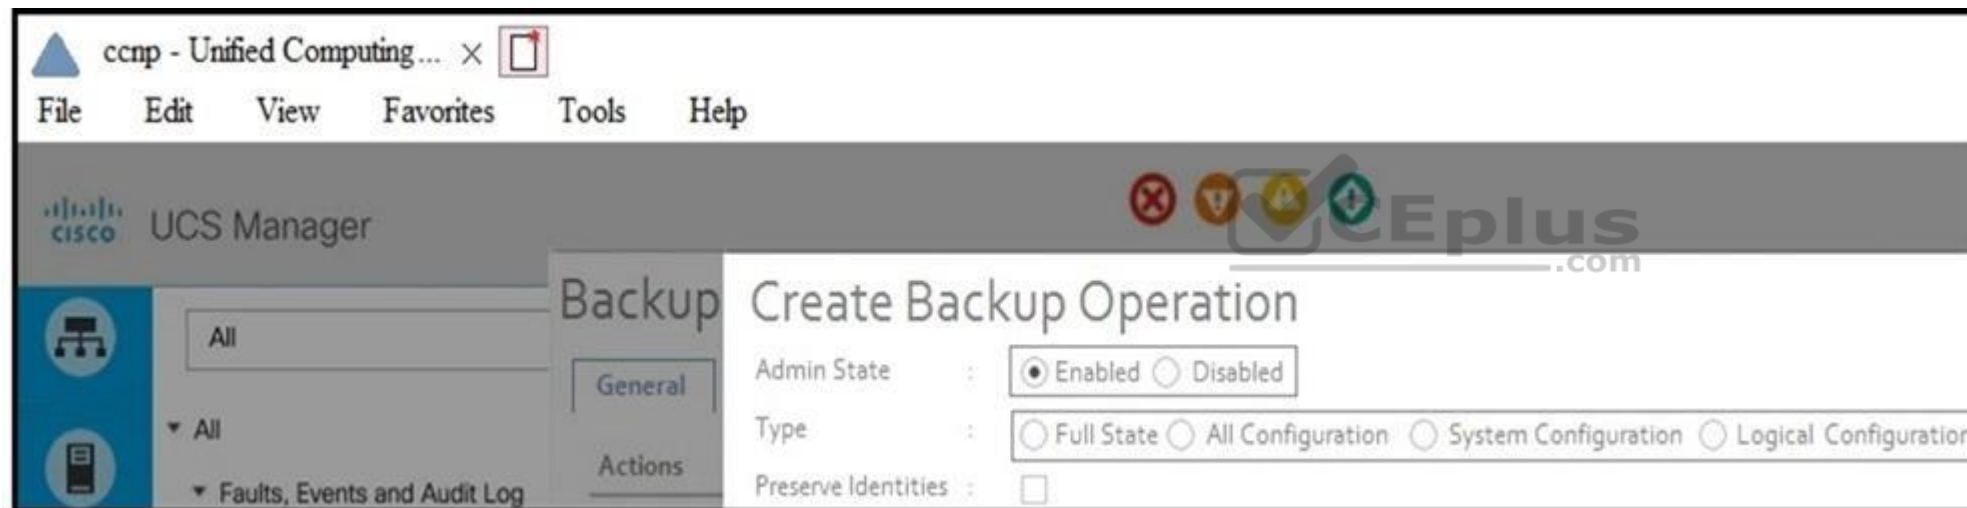 ccnp - Unified Computing...
File Edit View Favorites Tools Help
CISCO UCS Manager
CEplus
.com
Backup
Create Backup Operation
All
General
Admin State : Enabled Disabled
All
Type : Full State All Configuration System Configuration Logical Configuration
Actions
Preserve Identities :
Faults, Events and Audit Log